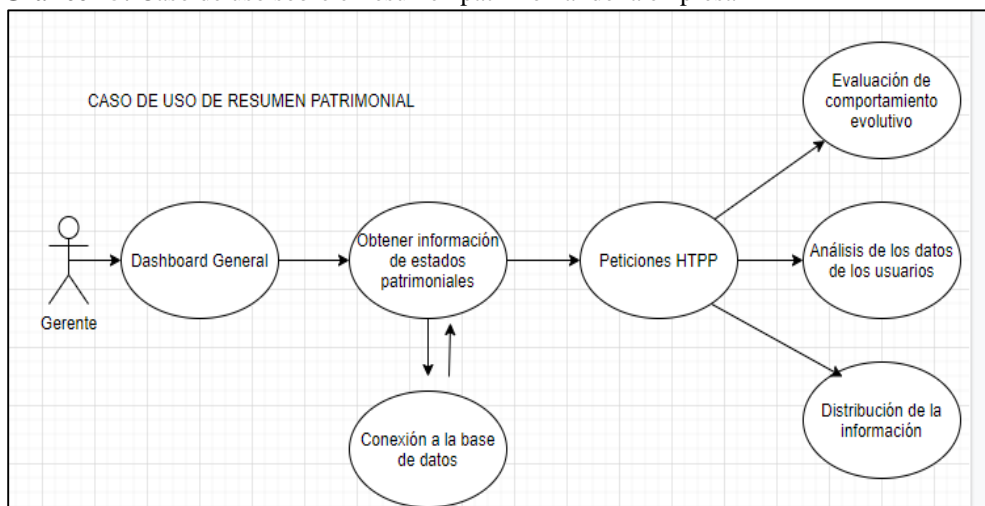 CASO DE USO DE RESUMEN PATRIMONIAL
Evaluación de
comportamiento
evolutivo
Gerente
Dashboard General
Obtener información
de estados
patrimoniales
Peticiones HTPP
Análisis de los datos
de los usuarios
Conexión a la base
de datos
Distribución de la
información